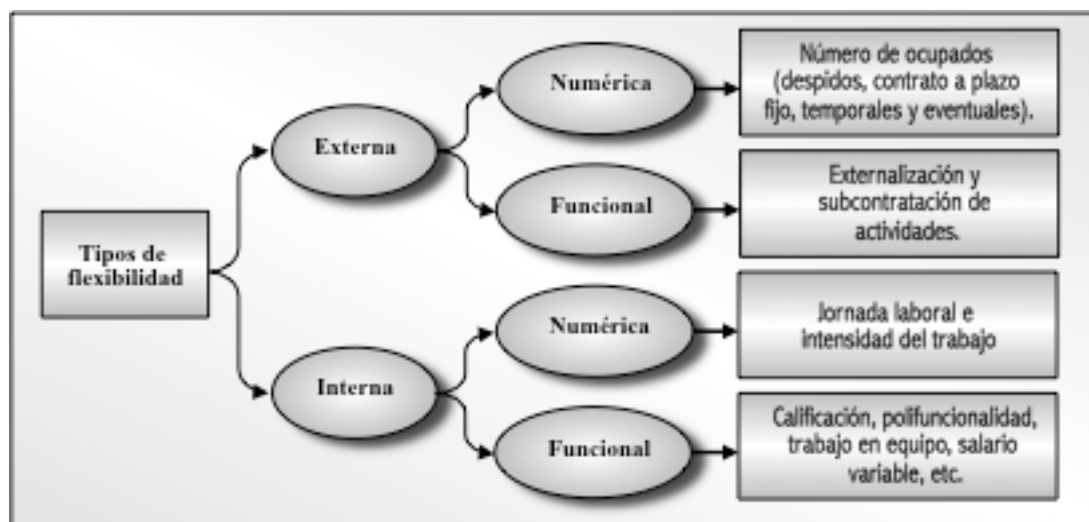 Tipos de
flexibilidad
Externa
Numérica
Número de ocupados
(despidos, contrato a plazo
fijo, temporales y eventuales).
Funcional
Externalización y
subcontratación de
actividades.
Interna
Numérica
Jornada laboral e
intensidad del trabajo
Funcional
Calificación, polifuncionalidad,
trabajo en equipo, salario
variable, etc.